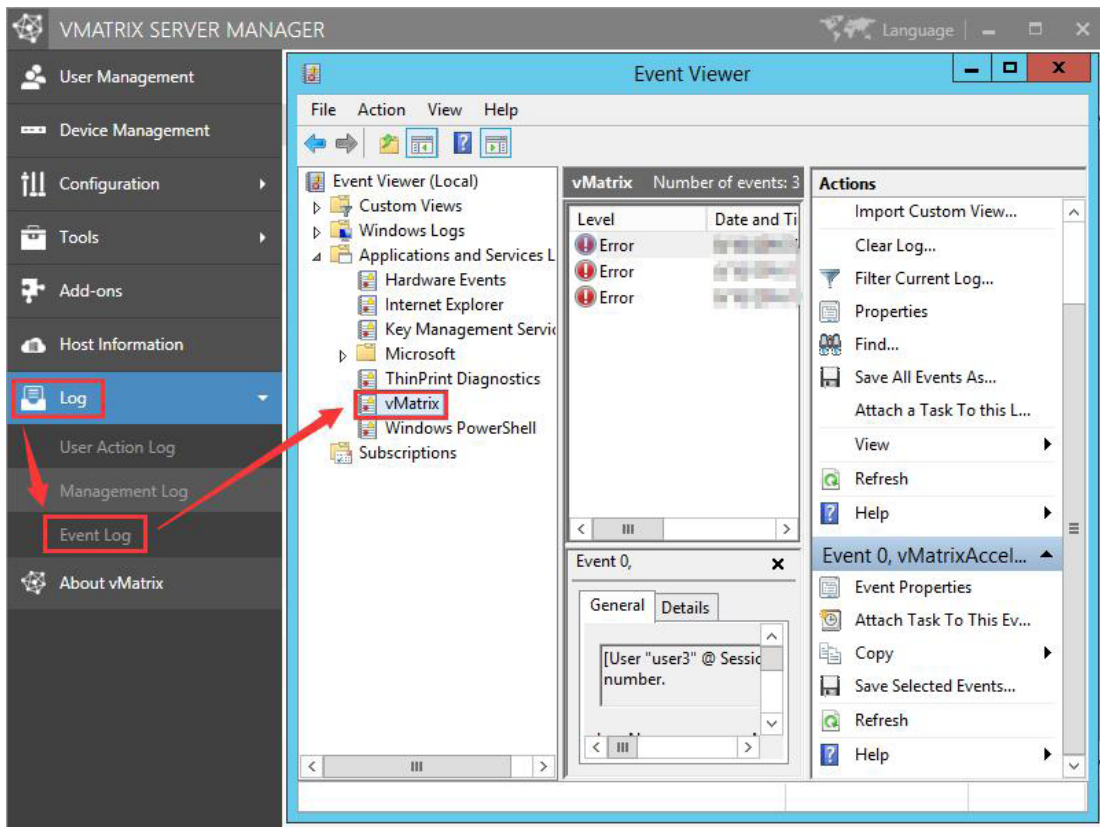 VMATRIX SERVER MANAGER
Language
User Management
Device Management
Configuration
Tools
Add-ons
Host Information
Log
User Action Log
Management Log
Event Log
About vMatrix
Event Viewer
File Action View Help
Event Viewer (Local)
Custom Views
Windows Logs
Applications and Services L
Hardware Events
Internet Explorer
Key Management Servic
Microsoft
ThinPrint Diagnostics
vMatrix
Windows PowerShell
Subscriptions
vMatrix Number of events: 3
Level Date and Ti
Error
Error
Error
Event 0,
General Details
[User "user3" @ Sessic
number.
Actions
Import Custom View...
Clear Log...
Filter Current Log...
Properties
Find...
Save All Events As...
Attach a Task To this L...
View
Refresh
Help
Event 0, vMatrixAccel...
Event Properties
Attach Task To This Ev...
Copy
Save Selected Events...
Refresh
Help